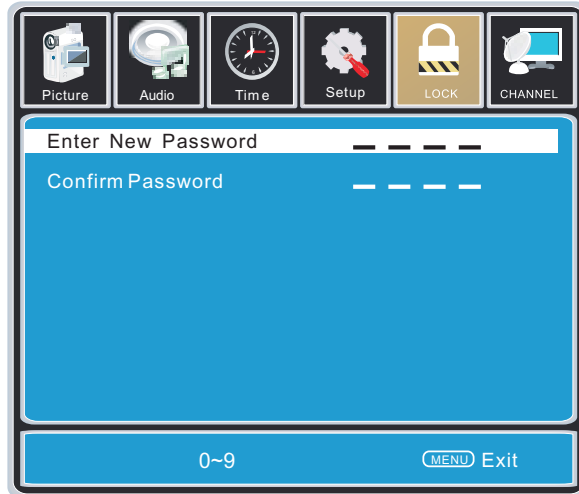 Picture Audio Time Setup LOCK CHANNEL
Enter New Password _ _ _ _
Confirm Password _ _ _ _
0~9 MENU Exit